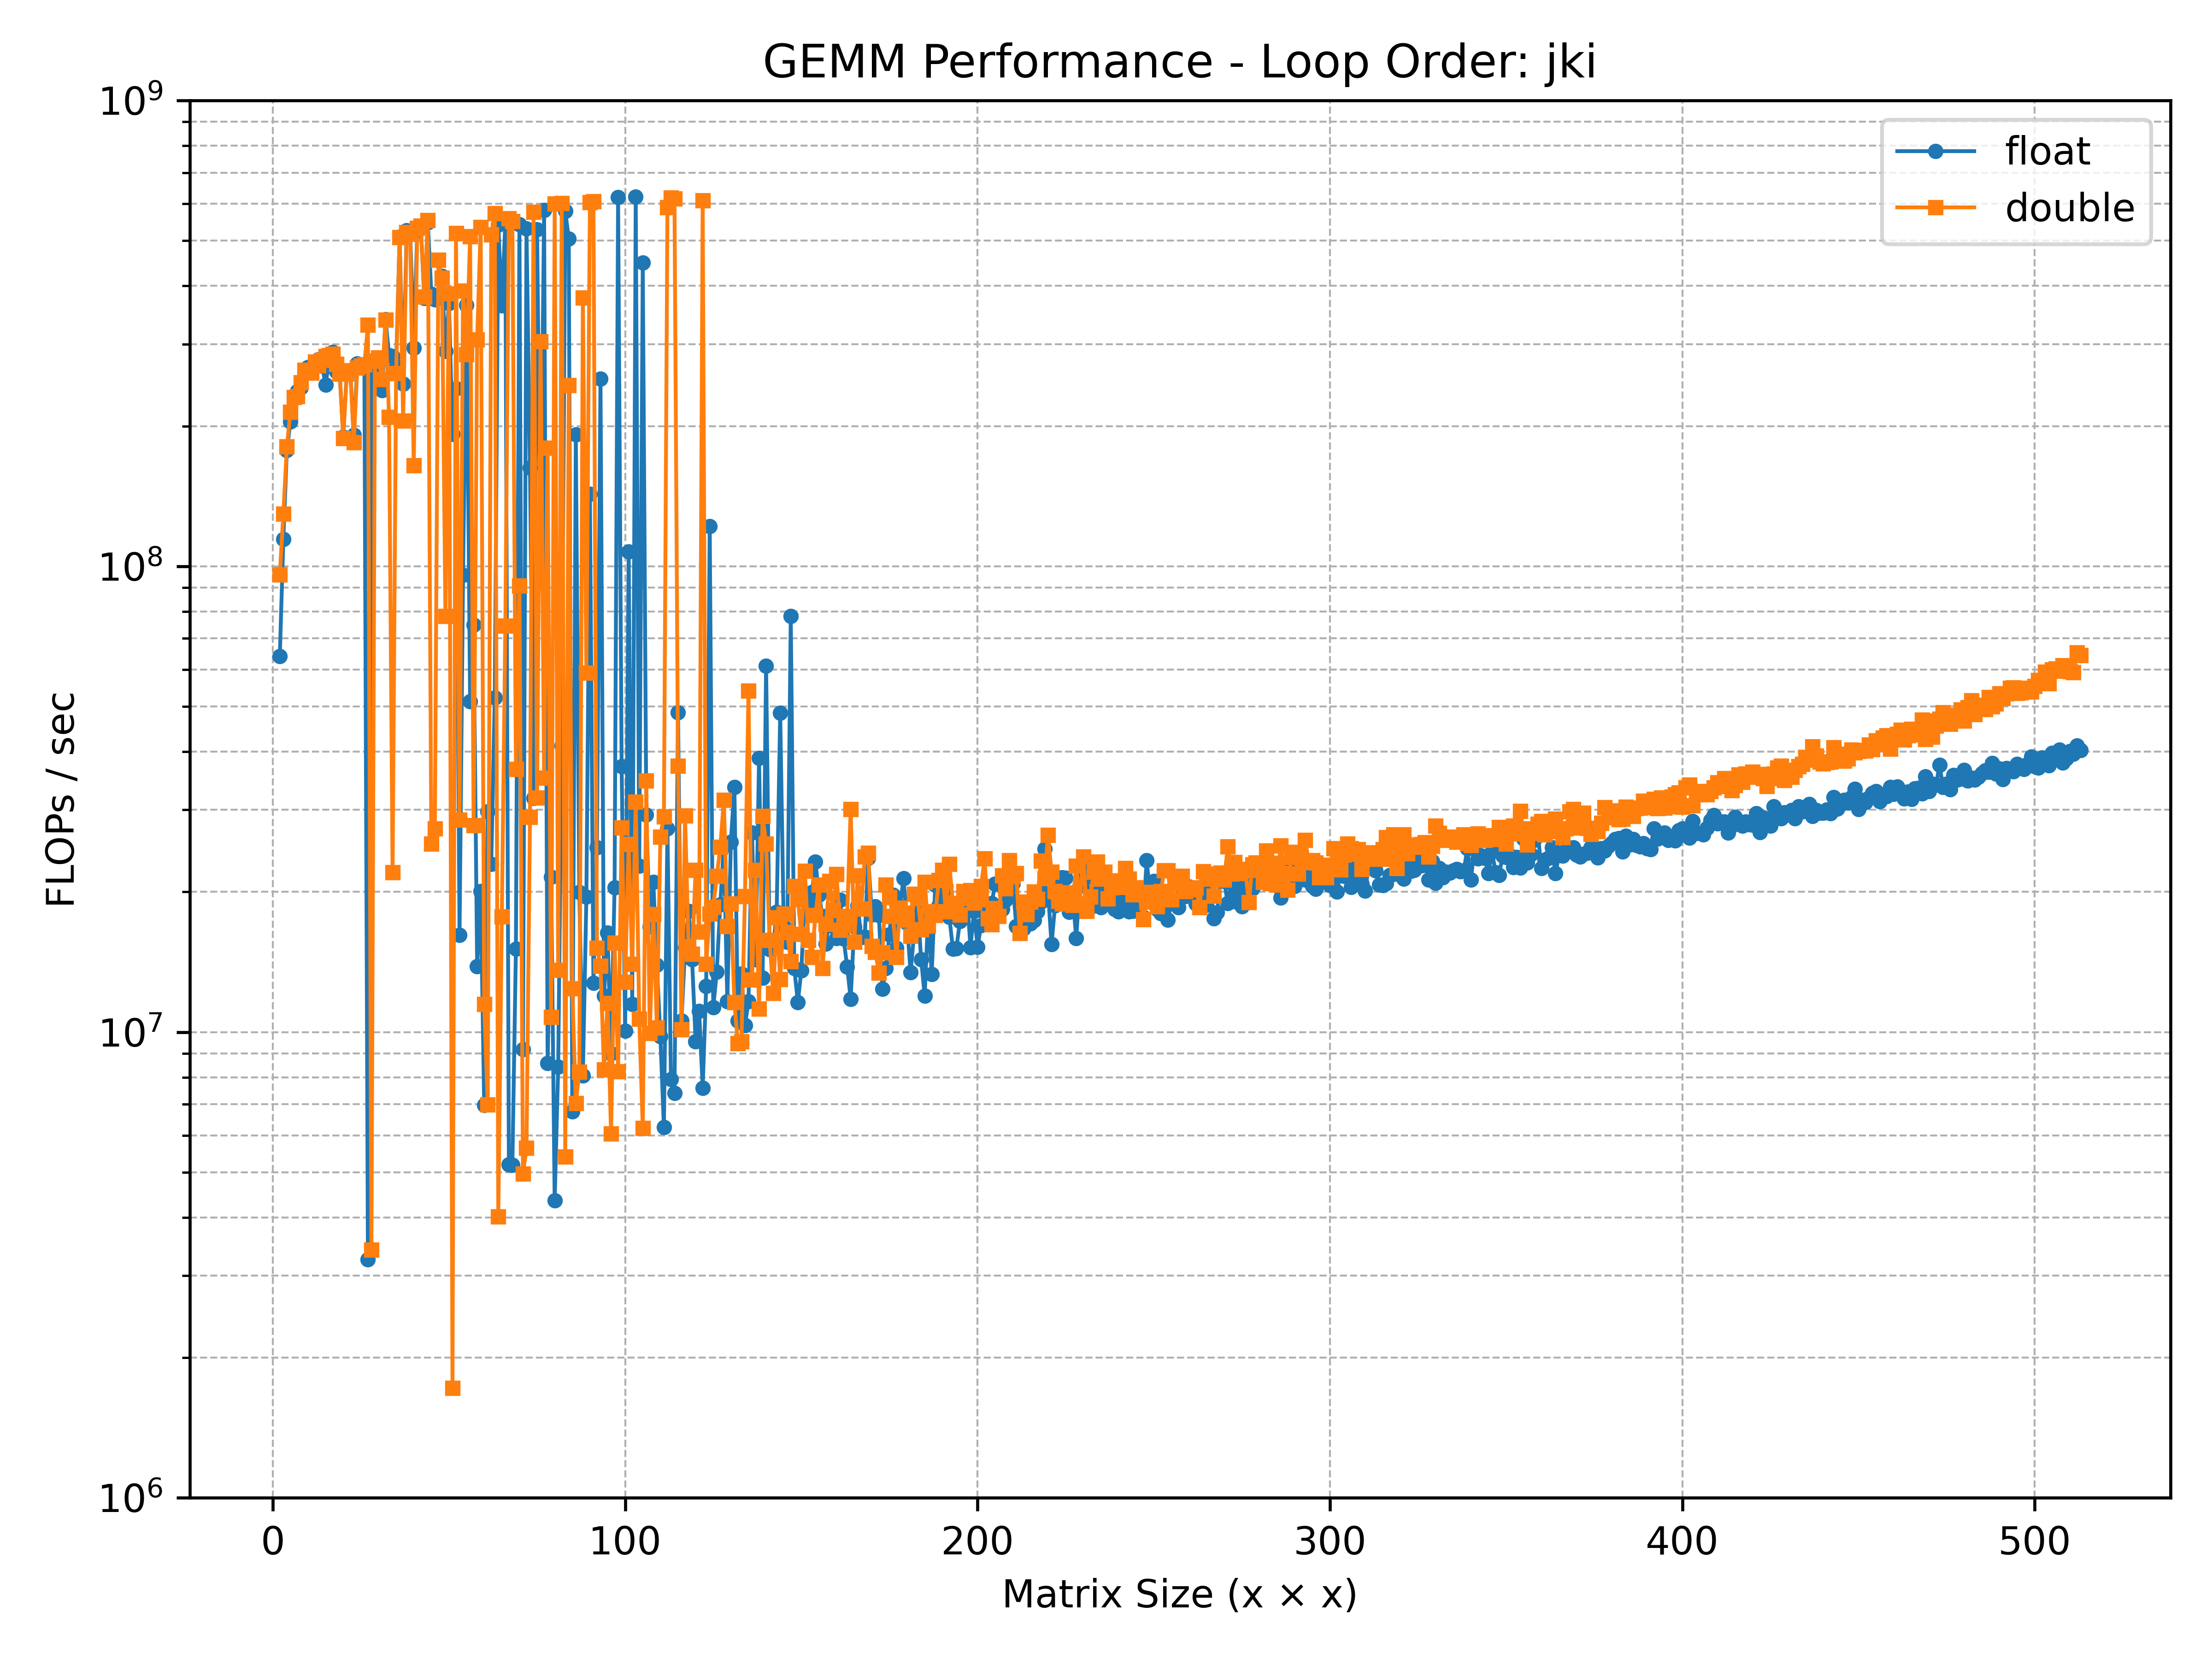 GEMM Performance - Loop Order: jki
float
double
FLOPs / sec
10⁹
10⁸
10⁷
10⁶
0 100 200 300 400 500
Matrix Size (x × x)